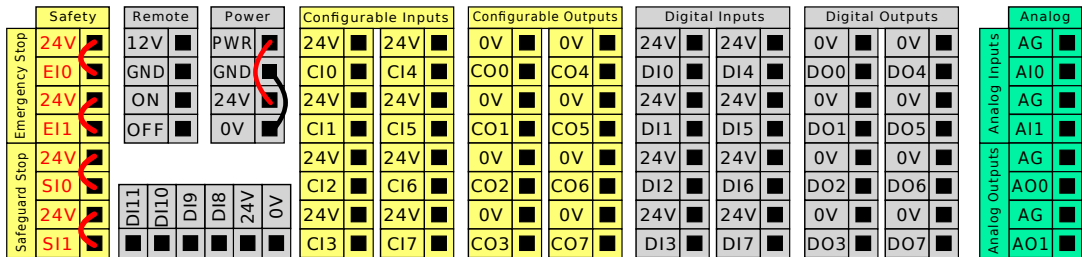 Safety Remote Power Configurable Inputs Configurable Outputs Digital Inputs Digital Outputs Analog
Emergency Stop
Safeguard Stop
24V
EI0
24V
EI1
24V
SI0
24V
SI1
12V
GND
ON
OFF
PWR
GND
24V
0V
DI11
DI10
DI9
DI8
24V
0V
24V 24V
CI0 CI4
24V 24V
CI1 CI5
24V 24V
CI2 CI6
24V 24V
CI3 CI7
0V 0V
CO0 CO4
0V 0V
CO1 CO5
0V 0V
CO2 CO6
0V 0V
CO3 CO7
24V 24V
DI0 DI4
24V 24V
DI1 DI5
24V 24V
DI2 DI6
24V 24V
DI3 DI7
0V 0V
DO0 DO4
0V 0V
DO1 DO5
0V 0V
DO2 DO6
0V 0V
DO3 DO7
Analog Inputs
Analog Outputs
AG
AI0
AG
AI1
AG
AO0
AG
AO1